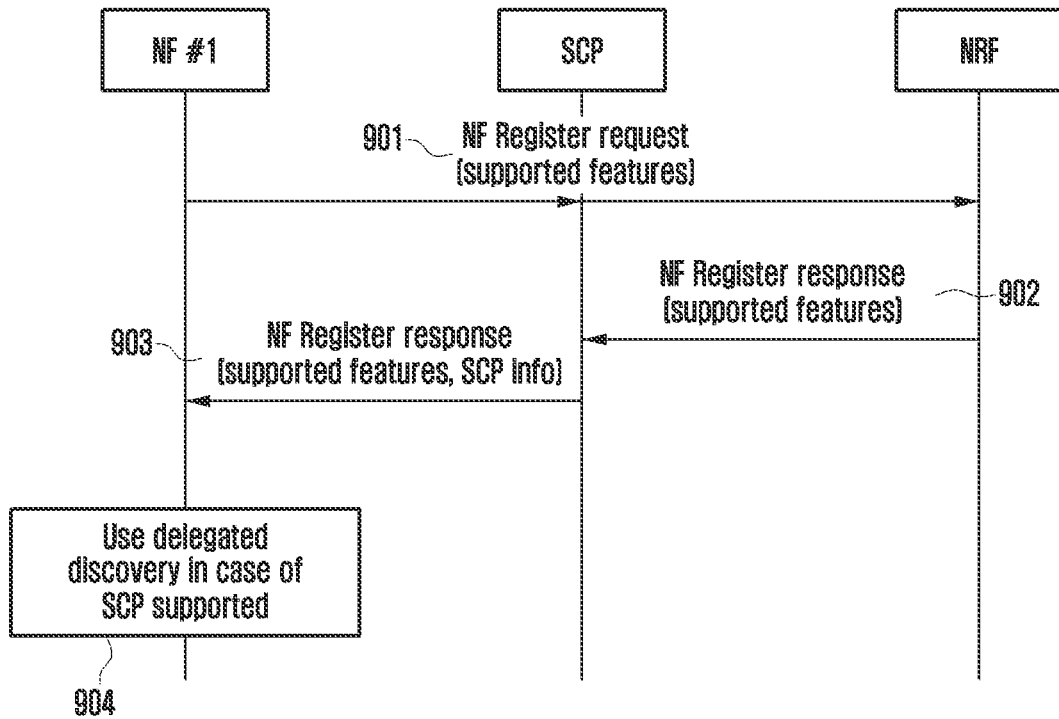 NF #1
SCP
NRF
901
NF Register request
(supported features)
NF Register response
(supported features)
902
903
NF Register response
(supported features, SCP info)
Use delegated
discovery in case of
SCP supported
904